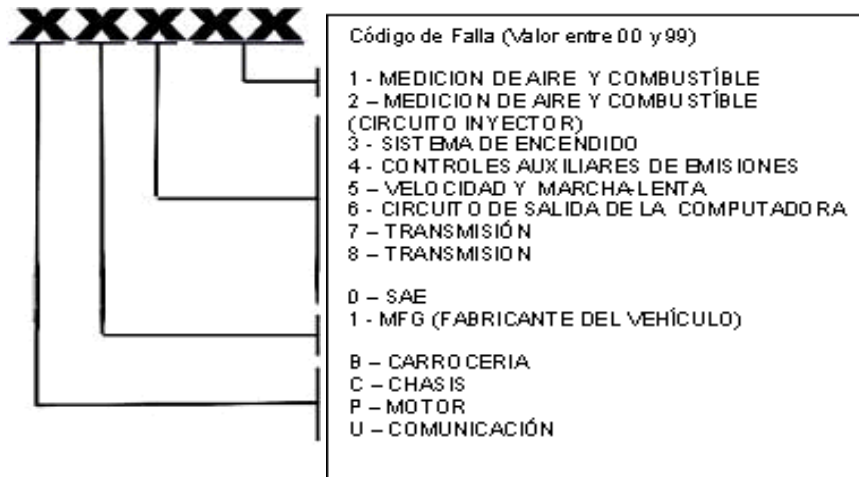 XXXXX
Código de Falla (Valor entre 00 y 99)
1 - MEDICION DE AIRE Y COMBUSTÍBLE
2 – MEDICION DE AIRE Y COMBUSTÍBLE
(CIRCUITO INYECTOR)
3 - SISTEMA DE ENCENDIDO
4 - CONTROLES AUXILIARES DE EMISIONES
5 – VELOCIDAD Y MARCHA-LENTA
6 - CIRCUITO DE SALIDA DE LA COMPUTADORA
7 – TRANSMISIÓN
8 – TRANSMISION
0 – SAE
1 - MFG (FABRICANTE DEL VEHÍCULO)
B – CARROCERIA
C – CHASIS
P – MOTOR
U – COMUNICACIÓN